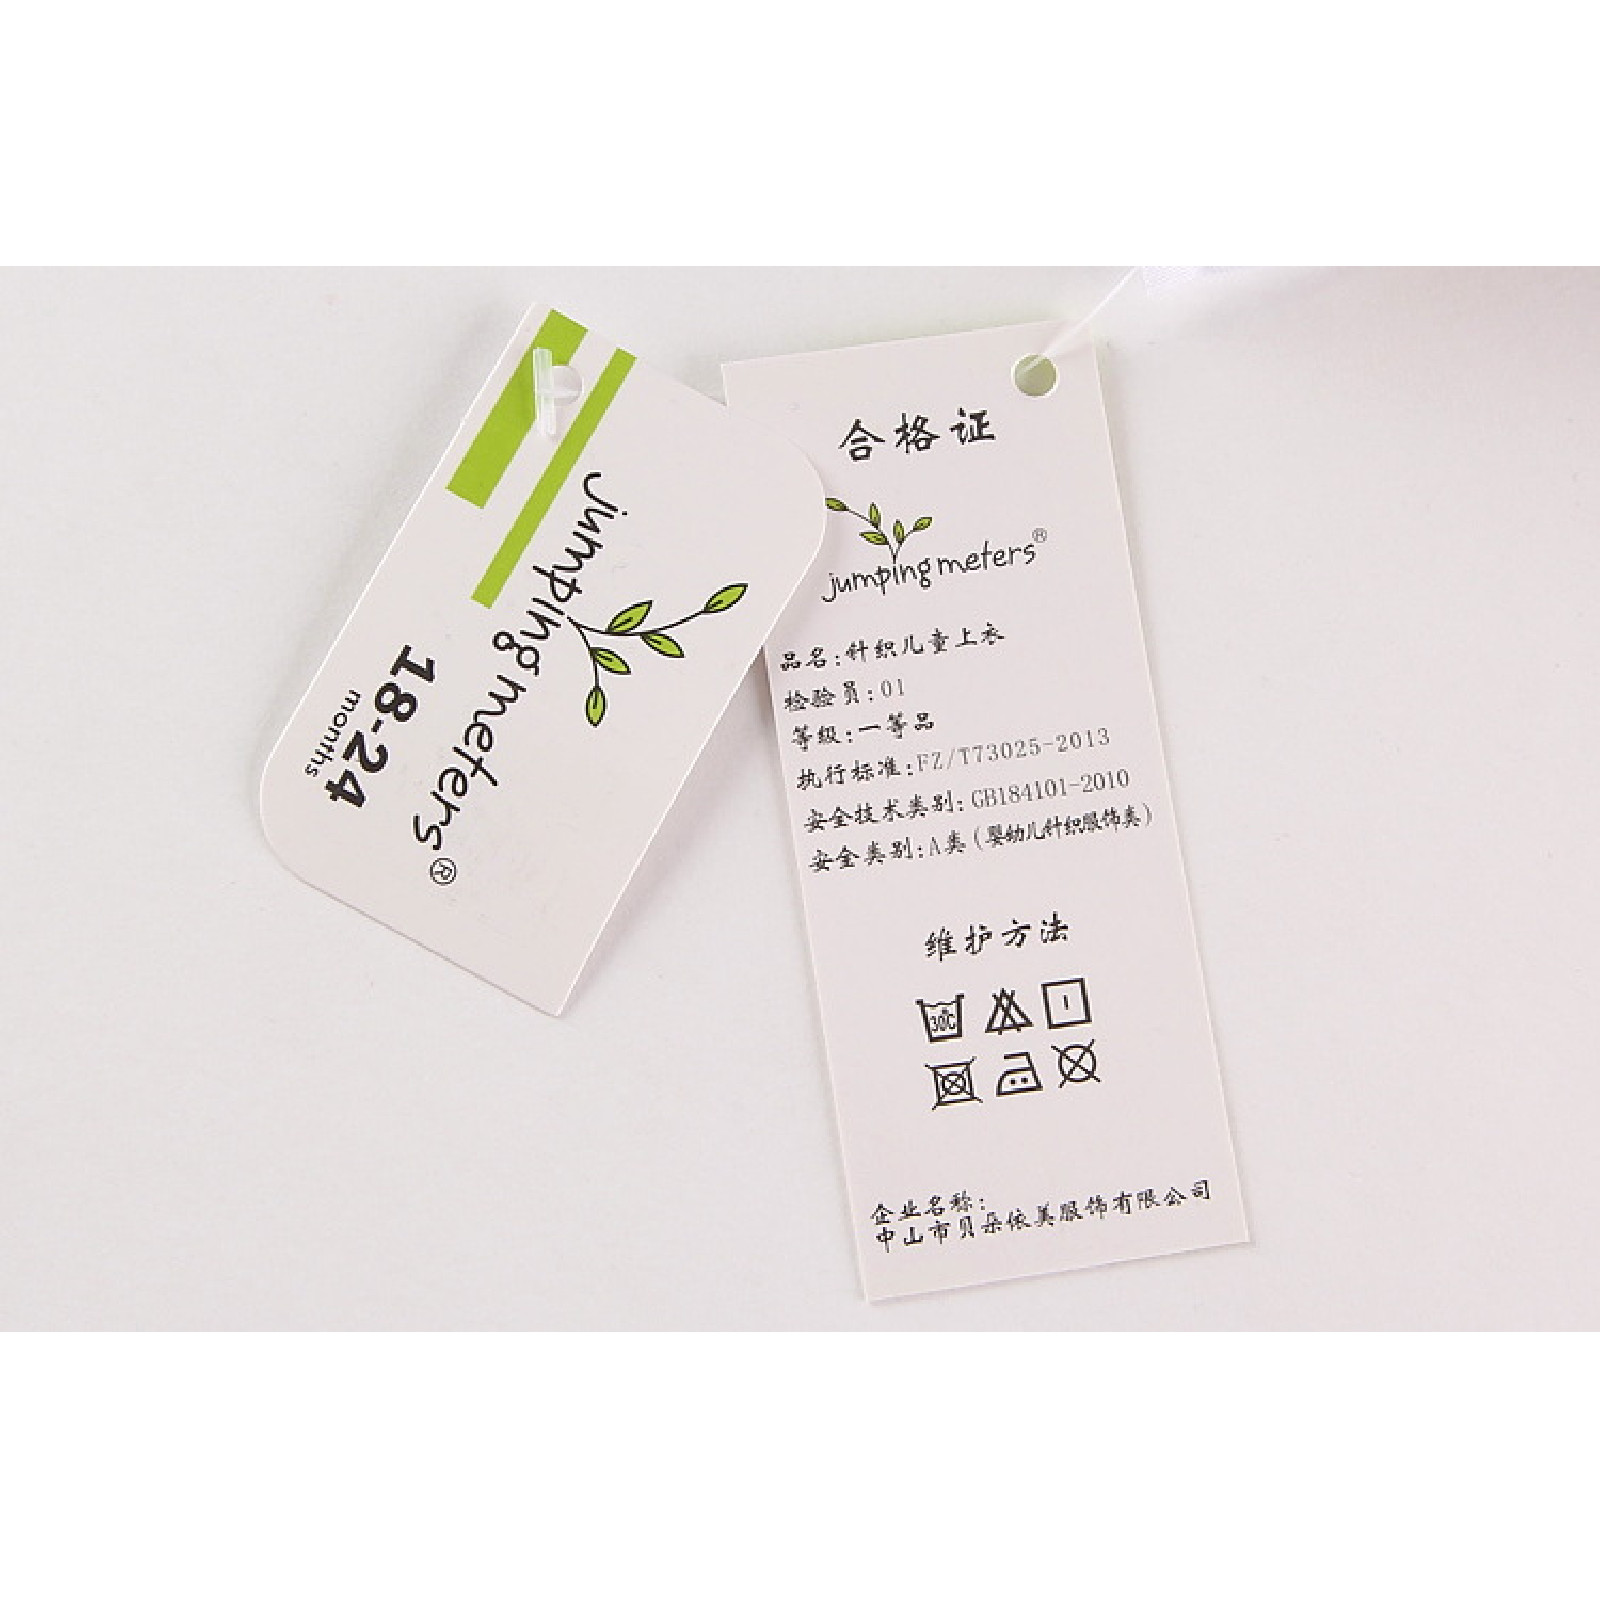 jumping meters®
18-24
months
合格证
jumping meters®
品名:针织儿童上衣
检验员:01
等级:一等品
执行标准:FZ/T73025-2013
安全技术类别:GB184101-2010
安全类别:A类(婴幼儿针织服饰类)
维护方法
30℃
企业名称:
中山市贝朵依美服饰有限公司